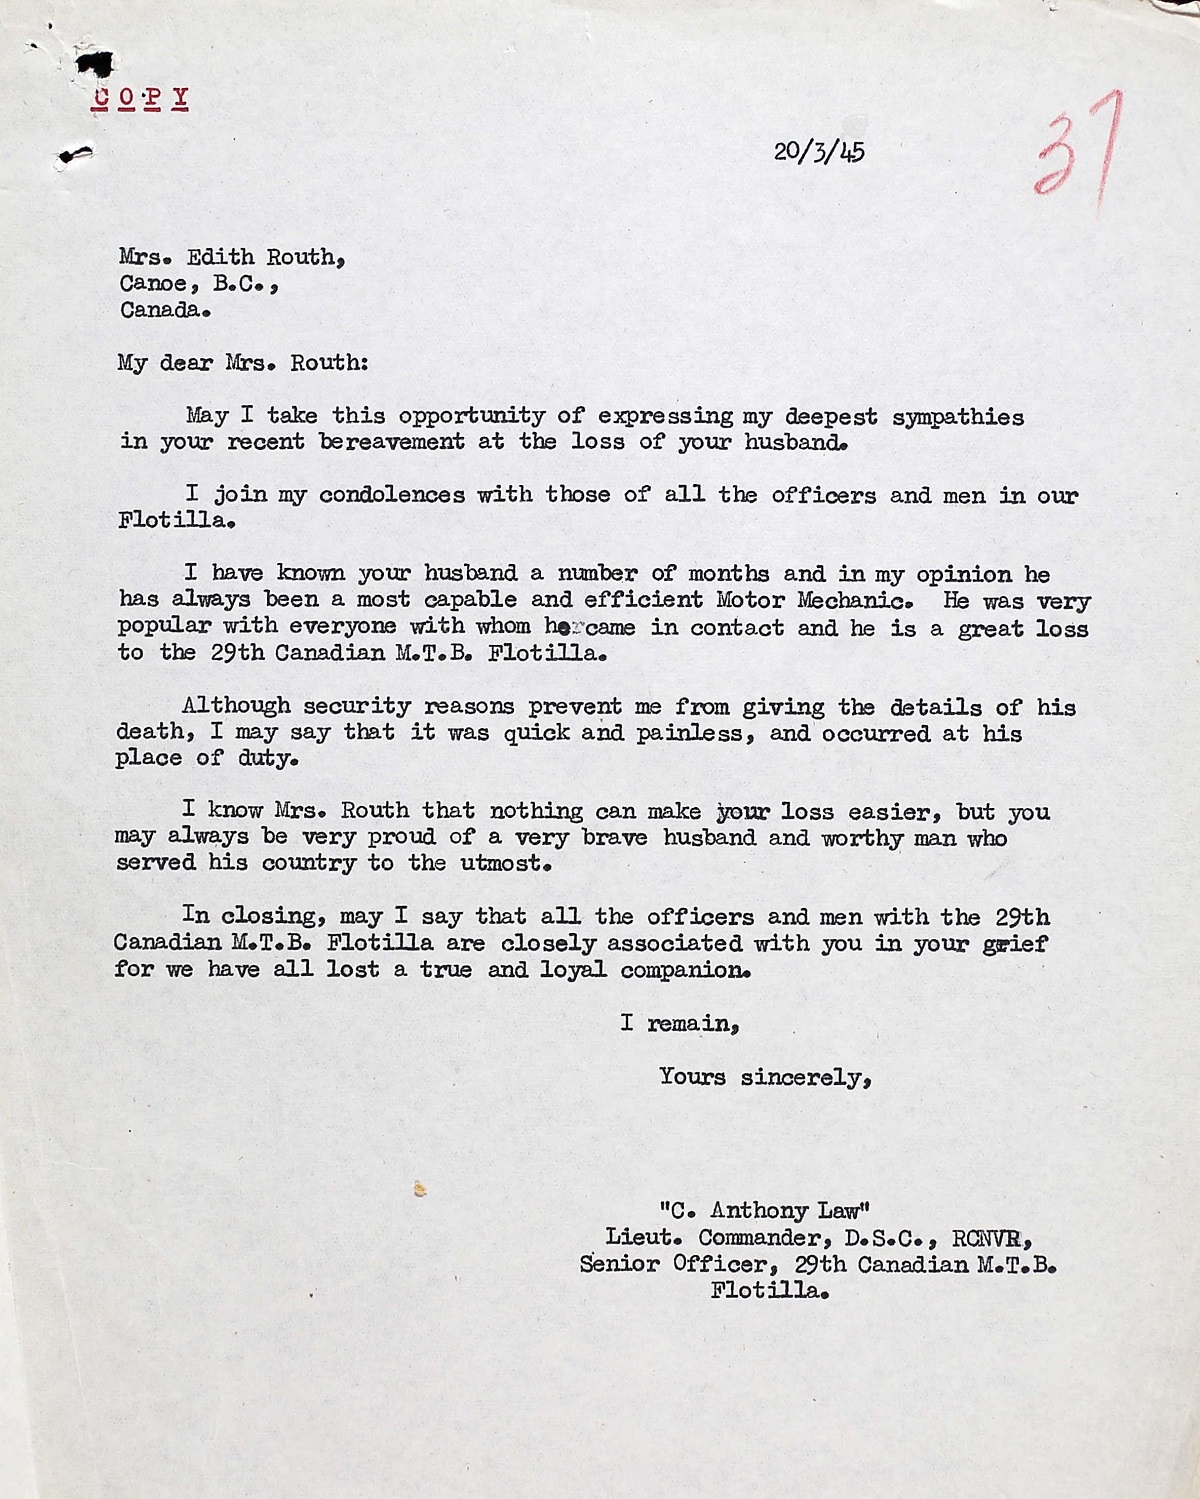 COPY
37
20/3/45
Mrs. Edith Routh,
Canoe, B.C.,
Canada.
My dear Mrs. Routh:
May I take this opportunity of expressing my deepest sympathies
in your recent bereavement at the loss of your husband.
I join my condolences with those of all the officers and men in our
Flotilla.
I have known your husband a number of months and in my opinion he
has always been a most capable and efficient Motor Mechanic. He was very
popular with everyone with whom he came in contact and he is a great loss
to the 29th Canadian M.T.B. Flotilla.
Although security reasons prevent me from giving the details of his
death, I may say that it was quick and painless, and occurred at his
place of duty.
I know Mrs. Routh that nothing can make your loss easier, but you
may always be very proud of a very brave husband and worthy man who
served his country to the utmost.
In closing, may I say that all the officers and men with the 29th
Canadian M.T.B. Flotilla are closely associated with you in your grief
for we have all lost a true and loyal companion.
I remain,
Yours sincerely,
"C. Anthony Law"
Lieut. Commander, D.S.C., RCNVR,
Senior Officer, 29th Canadian M.T.B.
Flotilla.